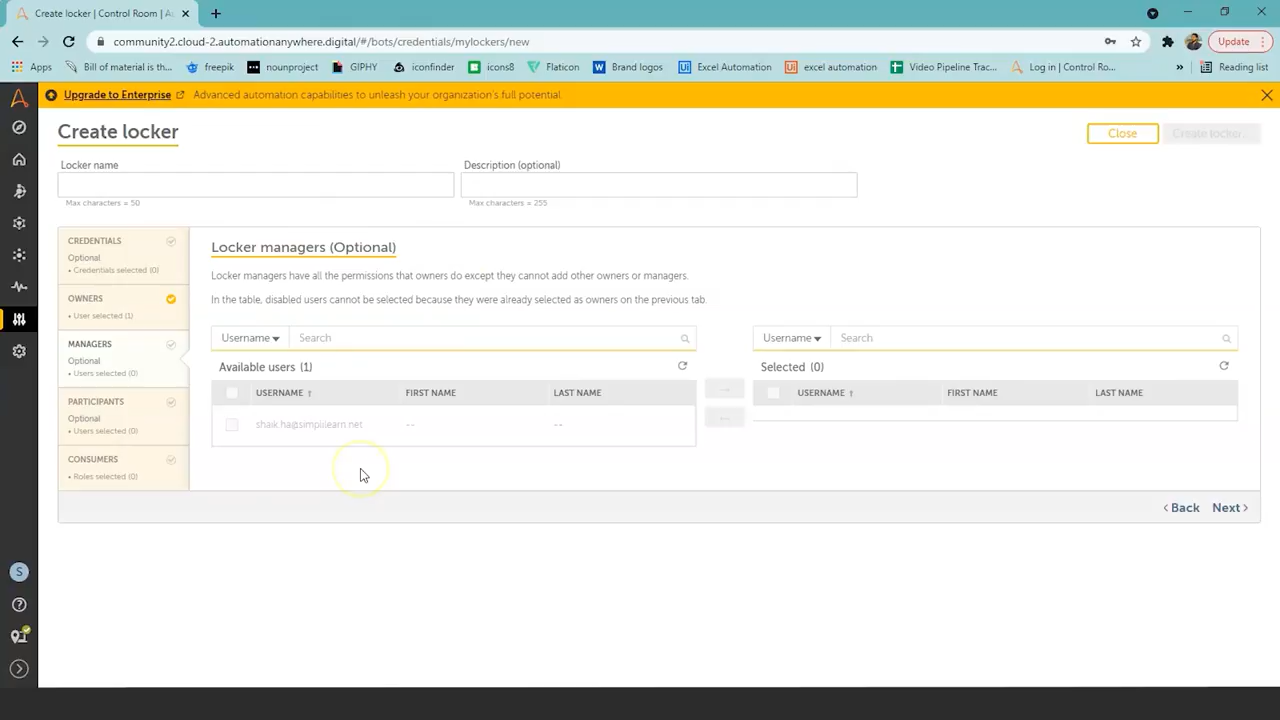 Create locker | Control Room | Au
community2.cloud-2.automationanywhere.digital/#/bots/credentials/mylockers/new
Update
Apps
Bill of material is th...
freepik
nounproject
GIPHY
iconfinder
icons8
Flaticon
Brand logos
Excel Automation
excel automation
Video Pipeline Trac...
Log in | Control Ro...
»
Reading list
Upgrade to Enterprise Advanced automation capabilities to unleash your organization's full potential.
Create locker
Close
Create locker...
Locker name
Description (optional)
Max characters = 50
Max characters = 255
CREDENTIALS
Optional
• Credentials selected (0)
OWNERS
• User selected (1)
MANAGERS
Optional
• Users selected (0)
PARTICIPANTS
Optional
• Users selected (0)
CONSUMERS
• Roles selected (0)
Locker managers (Optional)
Locker managers have all the permissions that owners do except they cannot add other owners or managers.
In the table, disabled users cannot be selected because they were already selected as owners on the previous tab.
Username
Search
Available users (1)
USERNAME ↑ FIRST NAME LAST NAME
shaik.ha@simplilearn.net -- --
Username
Search
Selected (0)
USERNAME ↑ FIRST NAME LAST NAME
‹ Back
Next ›
S